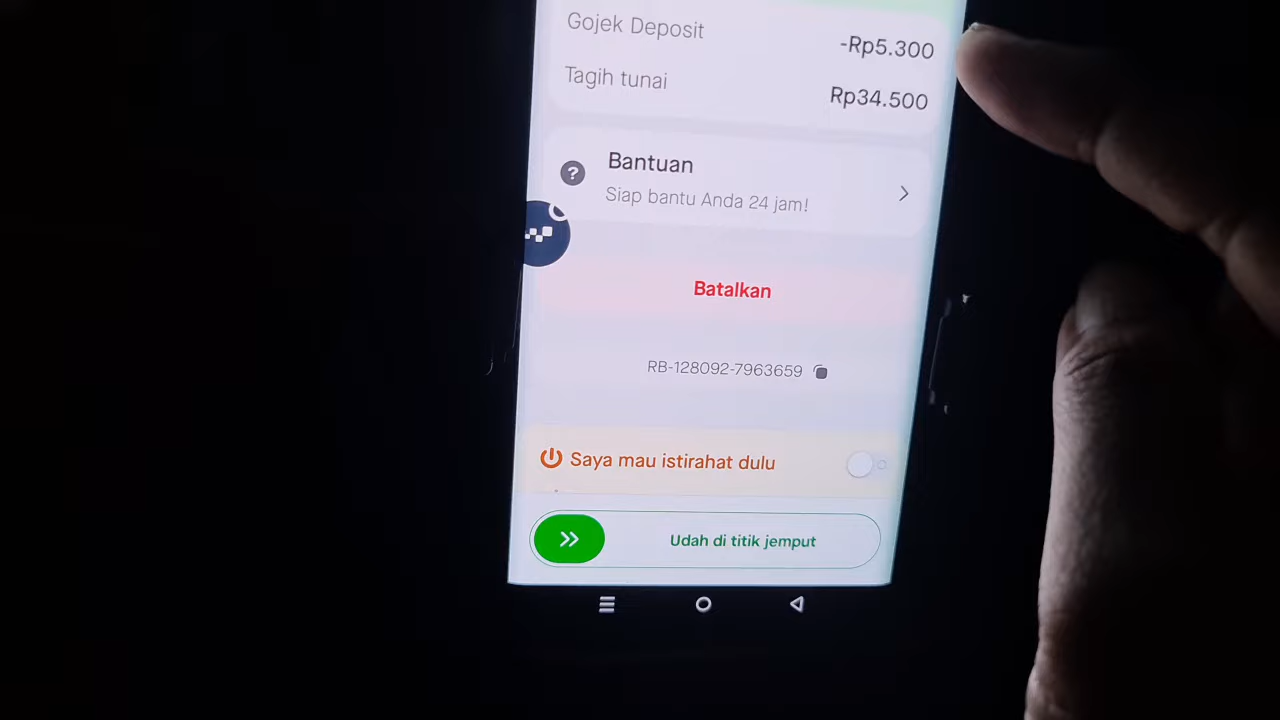 Gojek Deposit -Rp5.300
Tagih tunai Rp34.500
? Bantuan
Siap bantu Anda 24 jam!
Batalkan
RB-128092-7963659
Saya mau istirahat dulu
Udah di titik jemput